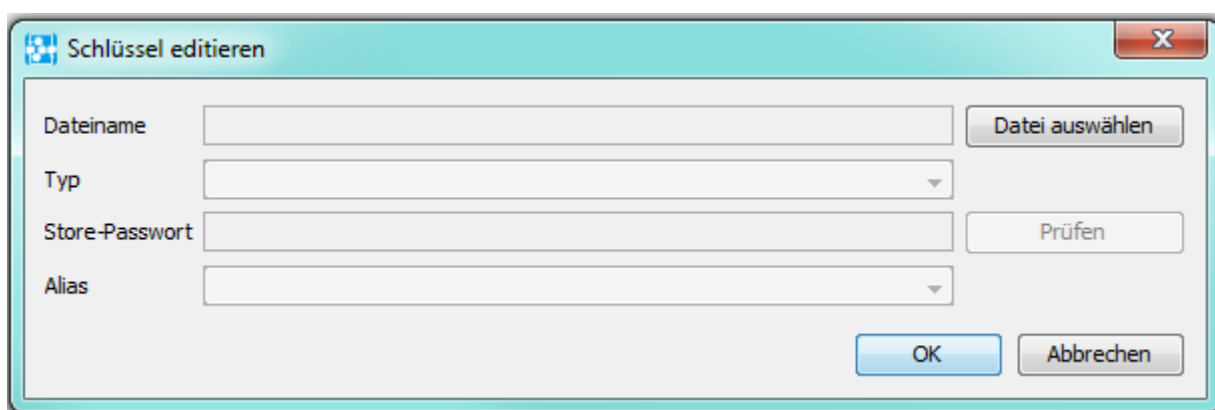 Schlüssel editieren
Dateiname
Datei auswählen
Typ
Store-Passwort
Prüfen
Alias
OK
Abbrechen